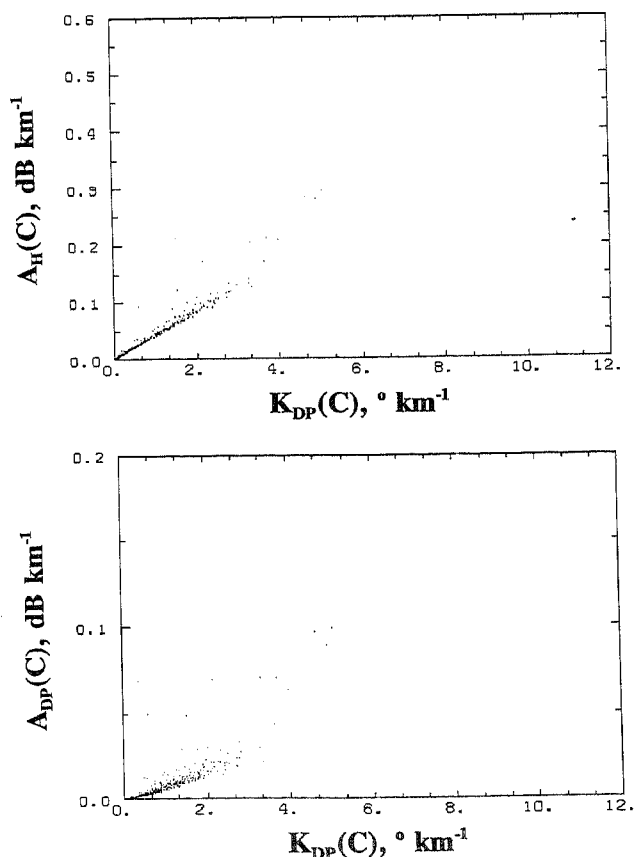 0.6
0.5
0.4
0.3
0.2
0.1
0.0
A_H(C), dB km⁻¹
0. 2. 4. 6. 8. 10. 12.
K_DP(C), ° km⁻¹
0.2
0.1
0.0
A_DP(C), dB km⁻¹
0. 2. 4. 6. 8. 10. 12.
K_DP(C), ° km⁻¹